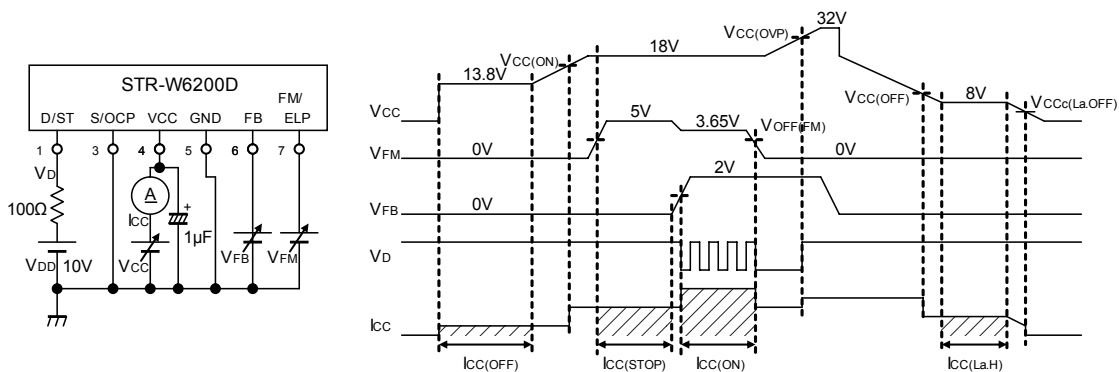 STR-W6200D
D/ST S/OCP VCC GND FB FM/ELP
1 3 4 5 6 7
VD
100Ω
VDD 10V
A
ICC
VCC
+
1µF
VFB
VFM
VCC
VFM
VFB
VD
ICC
13.8V
VCC(ON)
18V
VCC(OVP)
32V
VCC(OFF)
8V
VCCc(La.OFF)
0V
5V
3.65V
VOFF(FM)
0V
0V
2V
ICC(OFF)
ICC(STOP)
ICC(ON)
ICC(La.H)